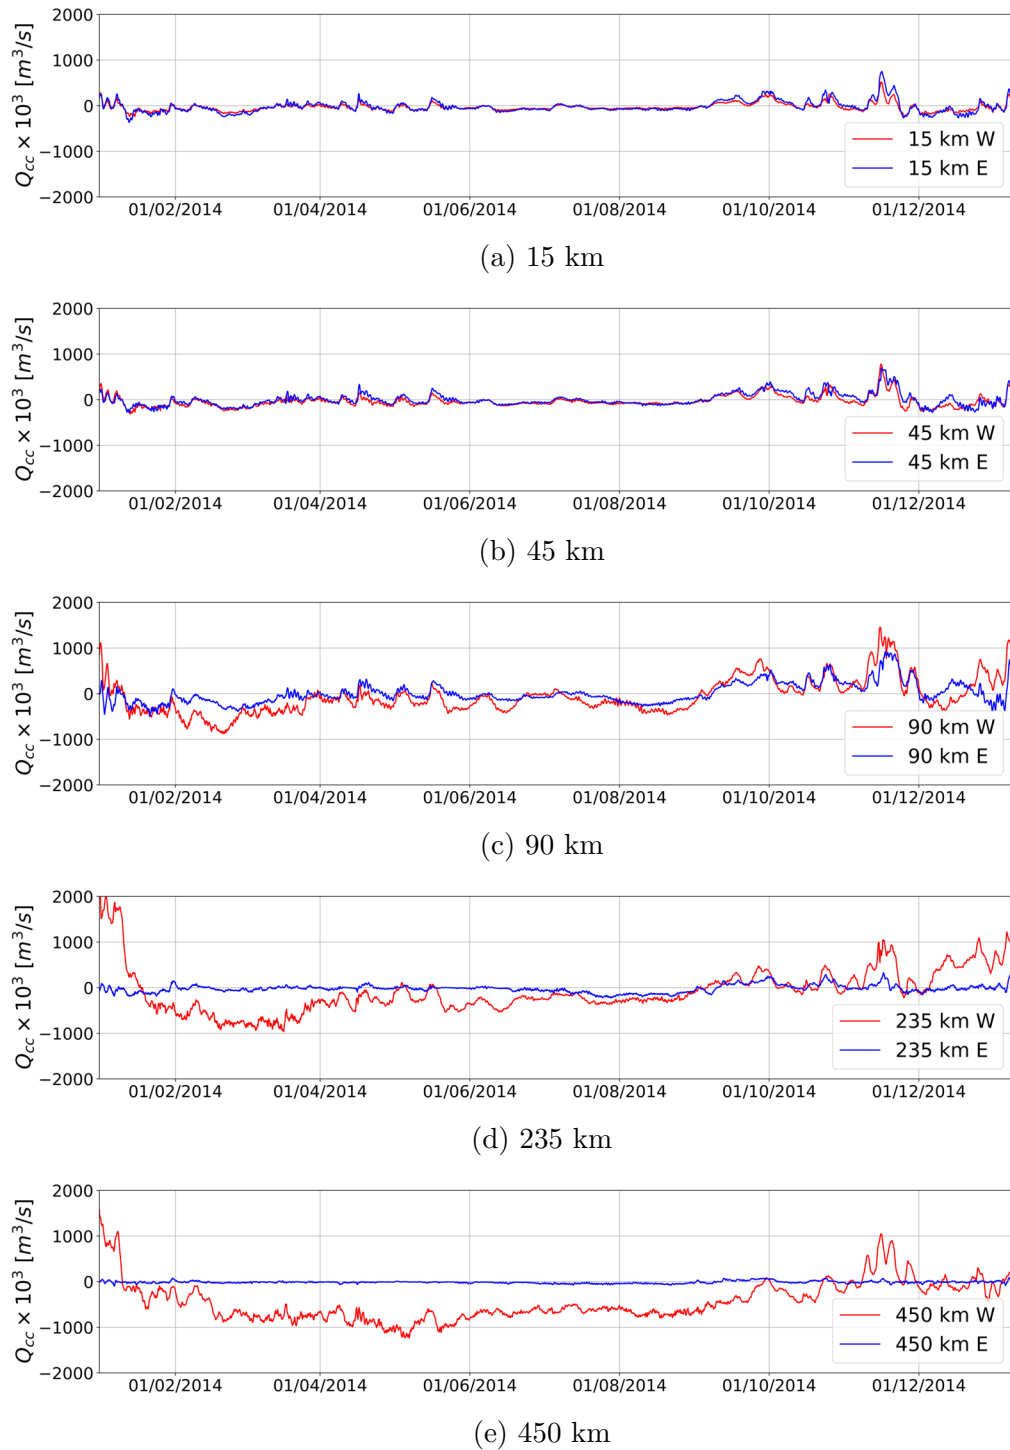 2000
1000
0
−1000
−2000
Q_cc × 10^3 [m^3/s]
15 km W
15 km E
01/02/2014 01/04/2014 01/06/2014 01/08/2014 01/10/2014 01/12/2014
(a) 15 km
2000
1000
0
−1000
−2000
Q_cc × 10^3 [m^3/s]
45 km W
45 km E
01/02/2014 01/04/2014 01/06/2014 01/08/2014 01/10/2014 01/12/2014
(b) 45 km
2000
1000
0
−1000
−2000
Q_cc × 10^3 [m^3/s]
90 km W
90 km E
01/02/2014 01/04/2014 01/06/2014 01/08/2014 01/10/2014 01/12/2014
(c) 90 km
2000
1000
0
−1000
−2000
Q_cc × 10^3 [m^3/s]
235 km W
235 km E
01/02/2014 01/04/2014 01/06/2014 01/08/2014 01/10/2014 01/12/2014
(d) 235 km
2000
1000
0
−1000
−2000
Q_cc × 10^3 [m^3/s]
450 km W
450 km E
01/02/2014 01/04/2014 01/06/2014 01/08/2014 01/10/2014 01/12/2014
(e) 450 km